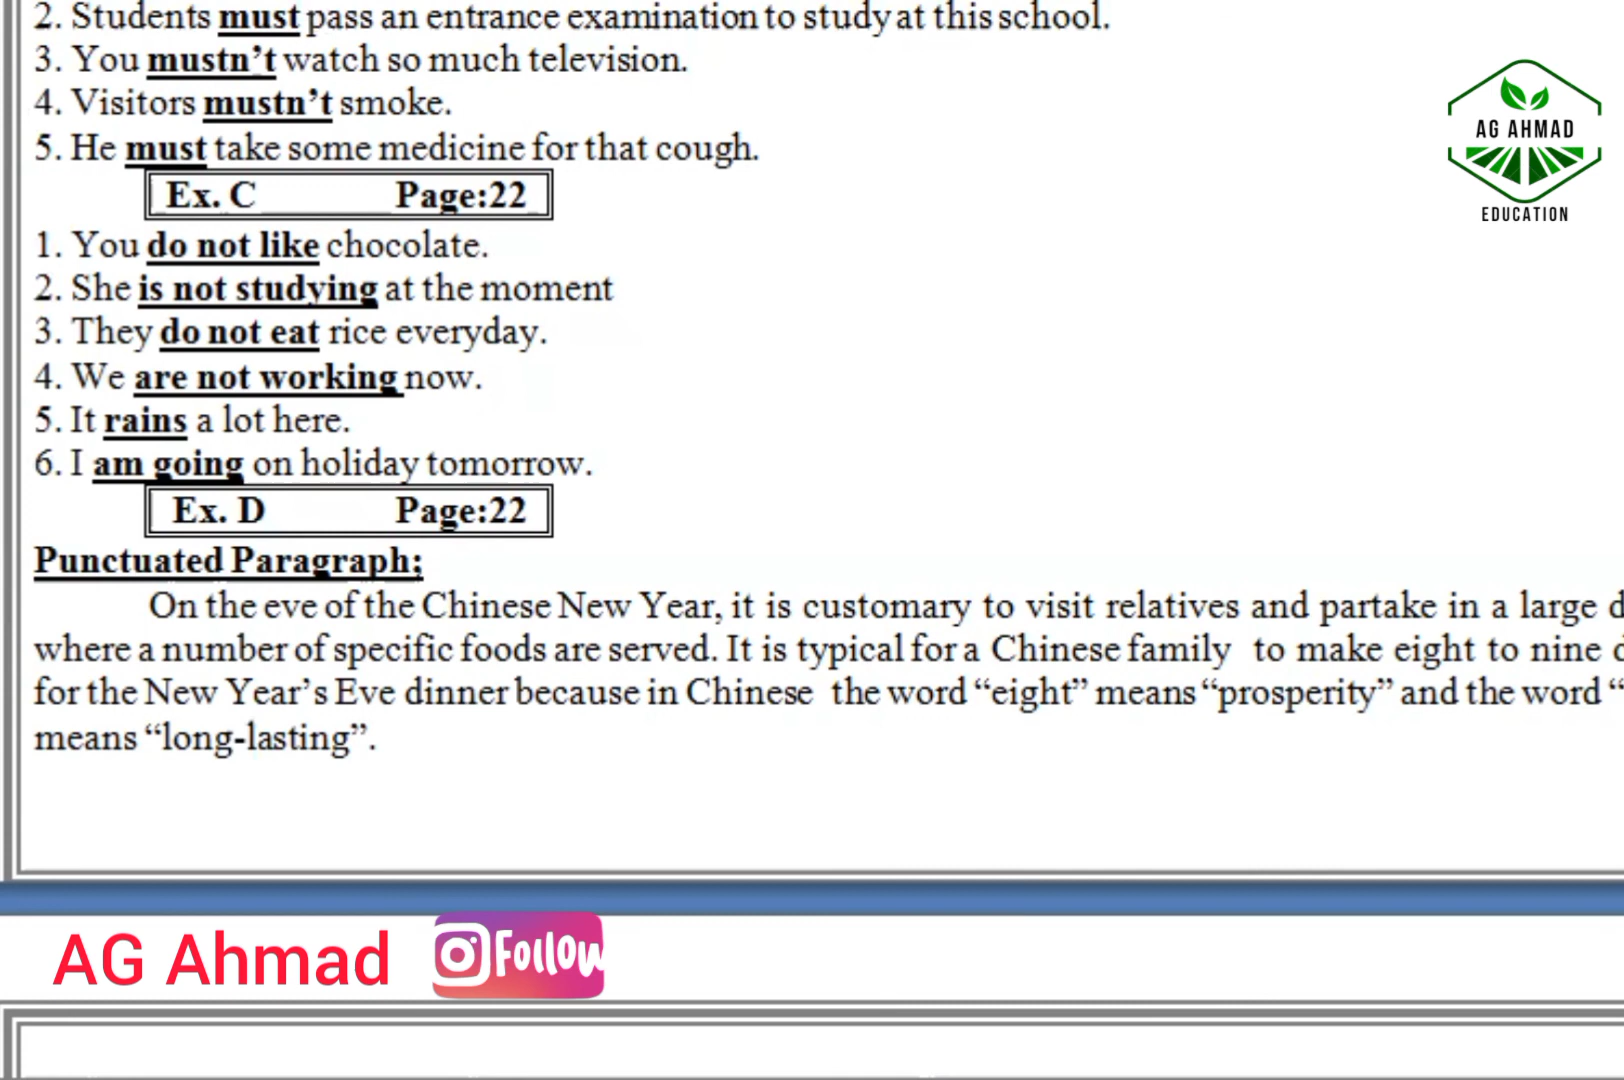 2. Students must pass an entrance examination to study at this school.
3. You mustn’t watch so much television.
4. Visitors mustn’t smoke.
5. He must take some medicine for that cough.
Ex. C Page:22
1. You do not like chocolate.
2. She is not studying at the moment
3. They do not eat rice everyday.
4. We are not working now.
5. It rains a lot here.
6. I am going on holiday tomorrow.
Ex. D Page:22
Punctuated Paragraph;
On the eve of the Chinese New Year, it is customary to visit relatives and partake in a large
where a number of specific foods are served. It is typical for a Chinese family to make eight to nine
for the New Year’s Eve dinner because in Chinese the word “eight” means “prosperity” and the word “
means “long-lasting”.
AG AHMAD
EDUCATION
AG Ahmad Follow